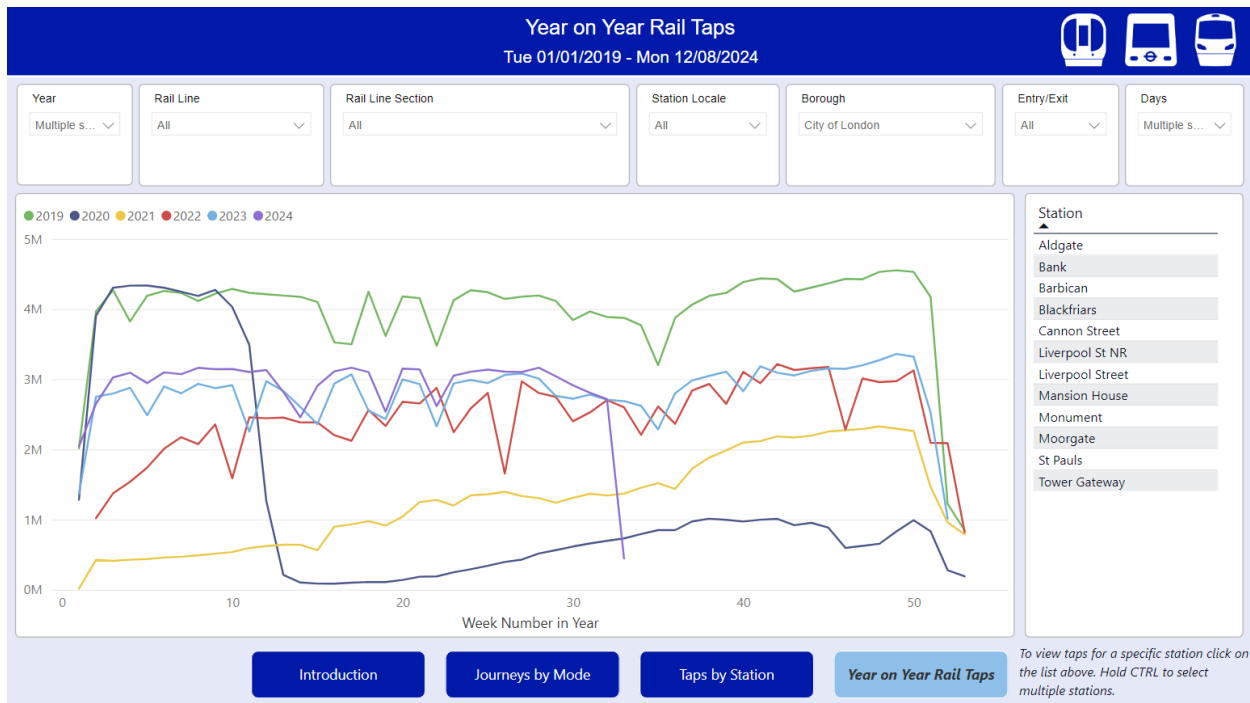 Year on Year Rail Taps
Tue 01/01/2019 - Mon 12/08/2024
Year
Multiple s...
Rail Line
All
Rail Line Section
All
Station Locale
All
Borough
City of London
Entry/Exit
All
Days
Multiple s...
2019 2020 2021 2022 2023 2024
5M
4M
3M
2M
1M
0M
0 10 20 30 40 50
Week Number in Year
Station
Aldgate
Bank
Barbican
Blackfriars
Cannon Street
Liverpool St NR
Liverpool Street
Mansion House
Monument
Moorgate
St Pauls
Tower Gateway
Introduction
Journeys by Mode
Taps by Station
Year on Year Rail Taps
To view taps for a specific station click on
the list above. Hold CTRL to select
multiple stations.